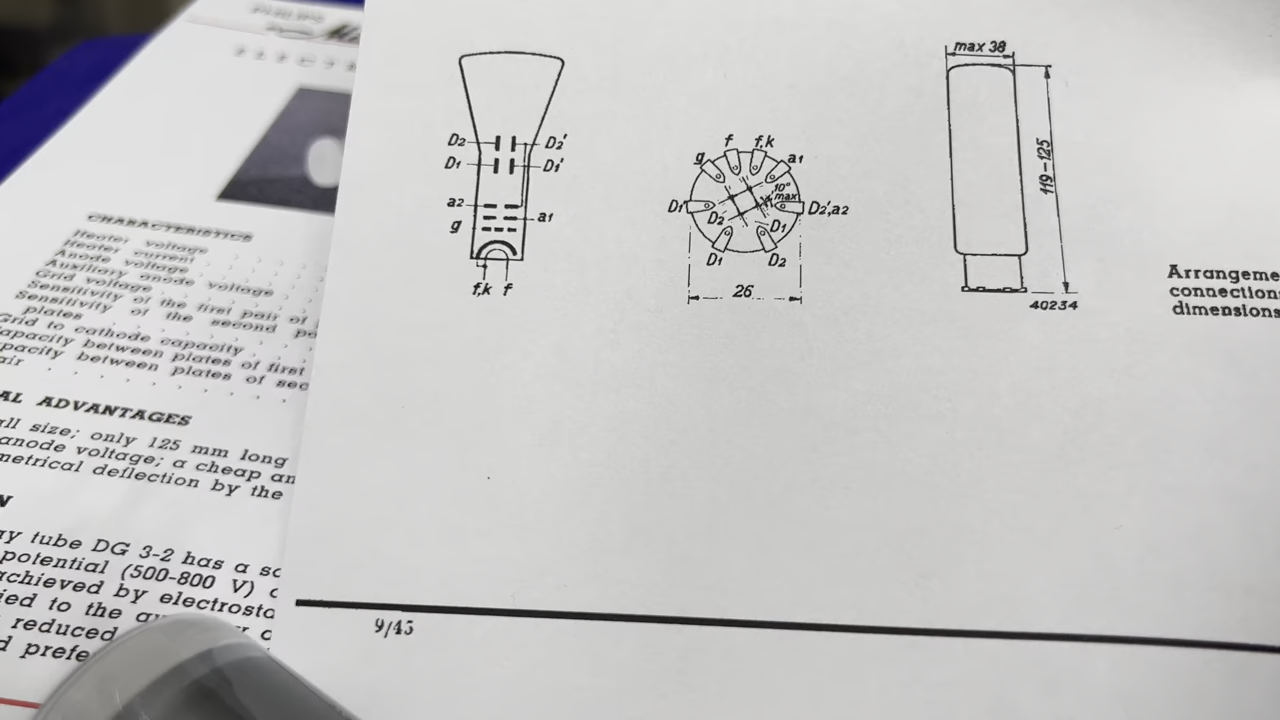 PHILIPS
CHARACTERISTICS
Heater voltage
Heater current
Anode voltage
Auxiliary anode voltage
Grid voltage
Sensitivity of the first pair of
Sensitivity of the second
plates
Grid to cathode capacity
apacity between plates of first
pacity between plates of sec
air
AL ADVANTAGES
all size; only 125 mm long
anode voltage; a cheap an
metrical deflection by the
ay tube DG 3-2 has a sc
potential (500-800 V)
achieved by electrosta
ied to the
reduced
d prefe
D2 D2'
D1 D1'
a2 a1
g
f,k f
f f,k
g a1
10°
max
D1' D2' D2',a2
D1
D1 D2
26
max 38
119-125
40234
Arrangeme
connection
dimensions
9/45